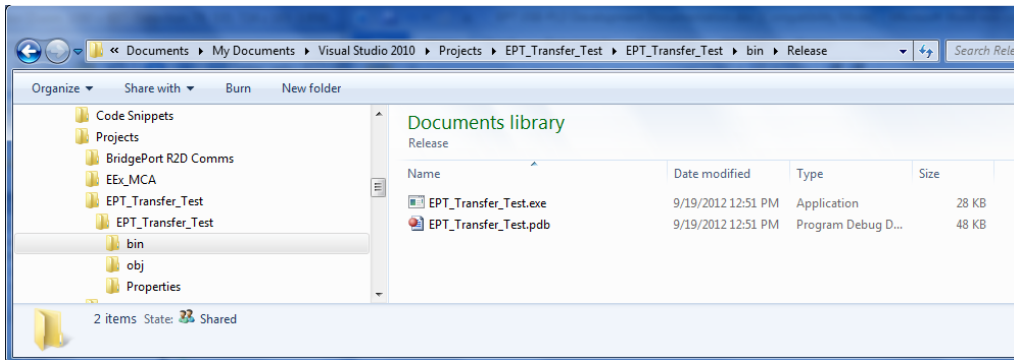 « Documents ▸ My Documents ▸ Visual Studio 2010 ▸ Projects ▸ EPT_Transfer_Test ▸ EPT_Transfer_Test ▸ bin ▸ Release Search Rele
Organize Share with Burn New folder
Code Snippets
Projects
BridgePort R2D Comms
EEx_MCA
EPT_Transfer_Test
EPT_Transfer_Test
bin
obj
Properties
Documents library
Release
Name Date modified Type Size
EPT_Transfer_Test.exe 9/19/2012 12:51 PM Application 28 KB
EPT_Transfer_Test.pdb 9/19/2012 12:51 PM Program Debug D... 48 KB
2 items State: Shared